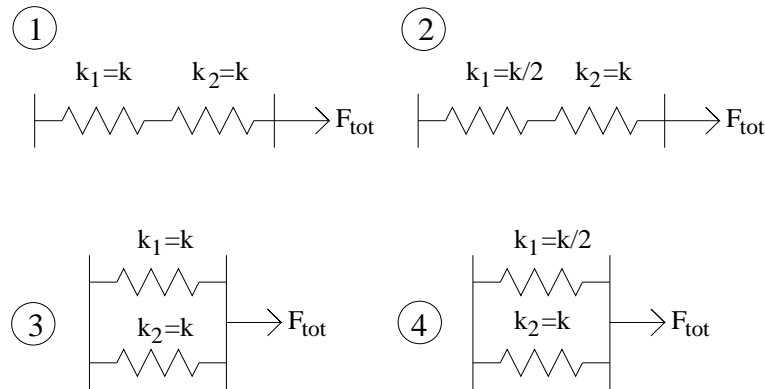 1
k1=k k2=k
Ftot
2
k1=k/2 k2=k
Ftot
3
k1=k
k2=k
Ftot
4
k1=k/2
k2=k
Ftot